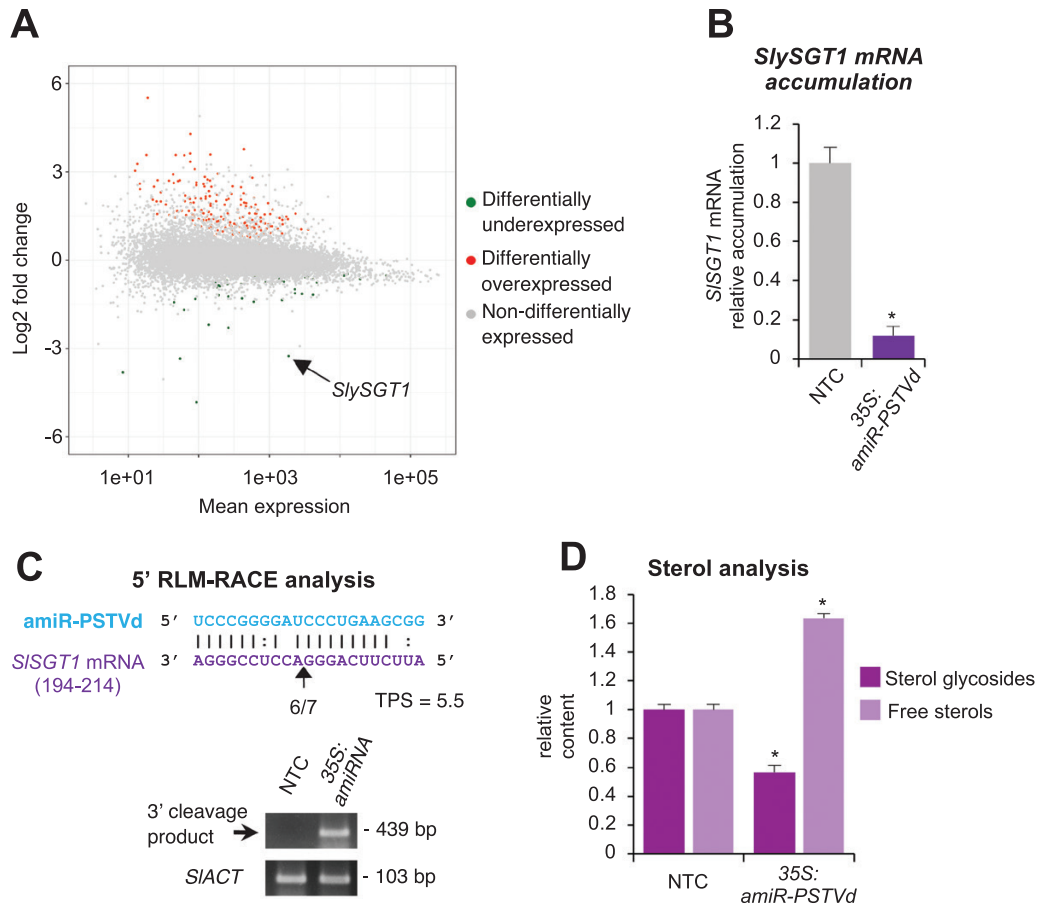 A
6
3
0
-3
-6
Log2 fold change
1e+01
1e+03
1e+05
Mean expression
SlySGT1
Differentially
underexpressed
Differentially
overexpressed
Non-differentially
expressed
B
SlySGT1 mRNA
accumulation
SlSGT1 mRNA
relative accumulation
1.2
1
0.8
0.6
0.4
0.2
0
*
NTC
35S:
amiR-PSTVd
C
5' RLM-RACE analysis
amiR-PSTVd 5' UCCCGGGGAUCCCUGAAGCGG 3'
SlSGT1 mRNA 3' AGGGCCUCCAGGGACUUCUUA 5'
(194-214)
6/7
TPS = 5.5
NTC
35S:
amiRNA
3' cleavage
product
- 439 bp
SlACT
- 103 bp
D
Sterol analysis
relative
content
1.8
1.6
1.4
1.2
1
0.8
0.6
0.4
0.2
0
*
*
NTC
35S:
amiR-PSTVd
Sterol glycosides
Free sterols